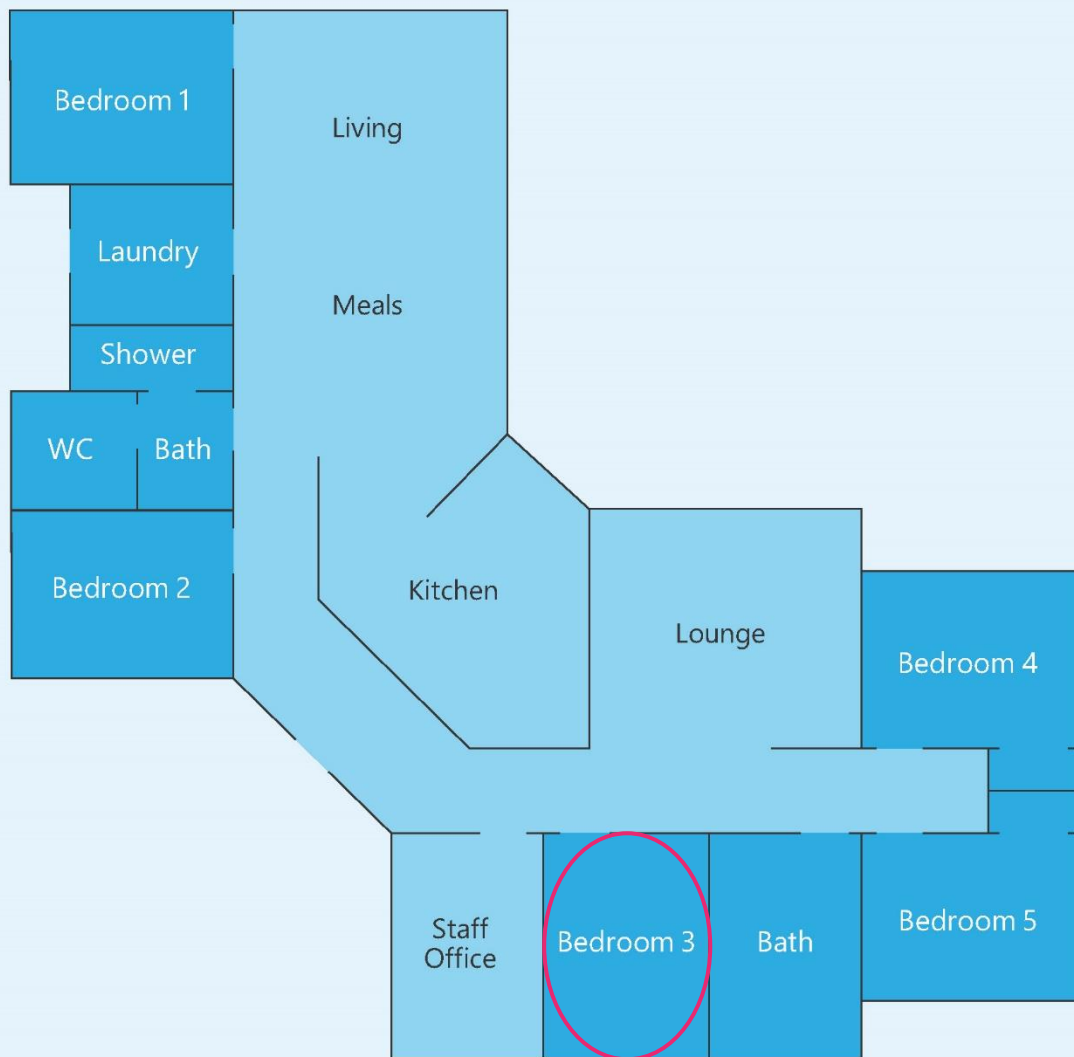 Bedroom 1
Living
Laundry
Meals
Shower
WC
Bath
Bedroom 2
Kitchen
Lounge
Bedroom 4
Staff
Office
Bedroom 3
Bath
Bedroom 5